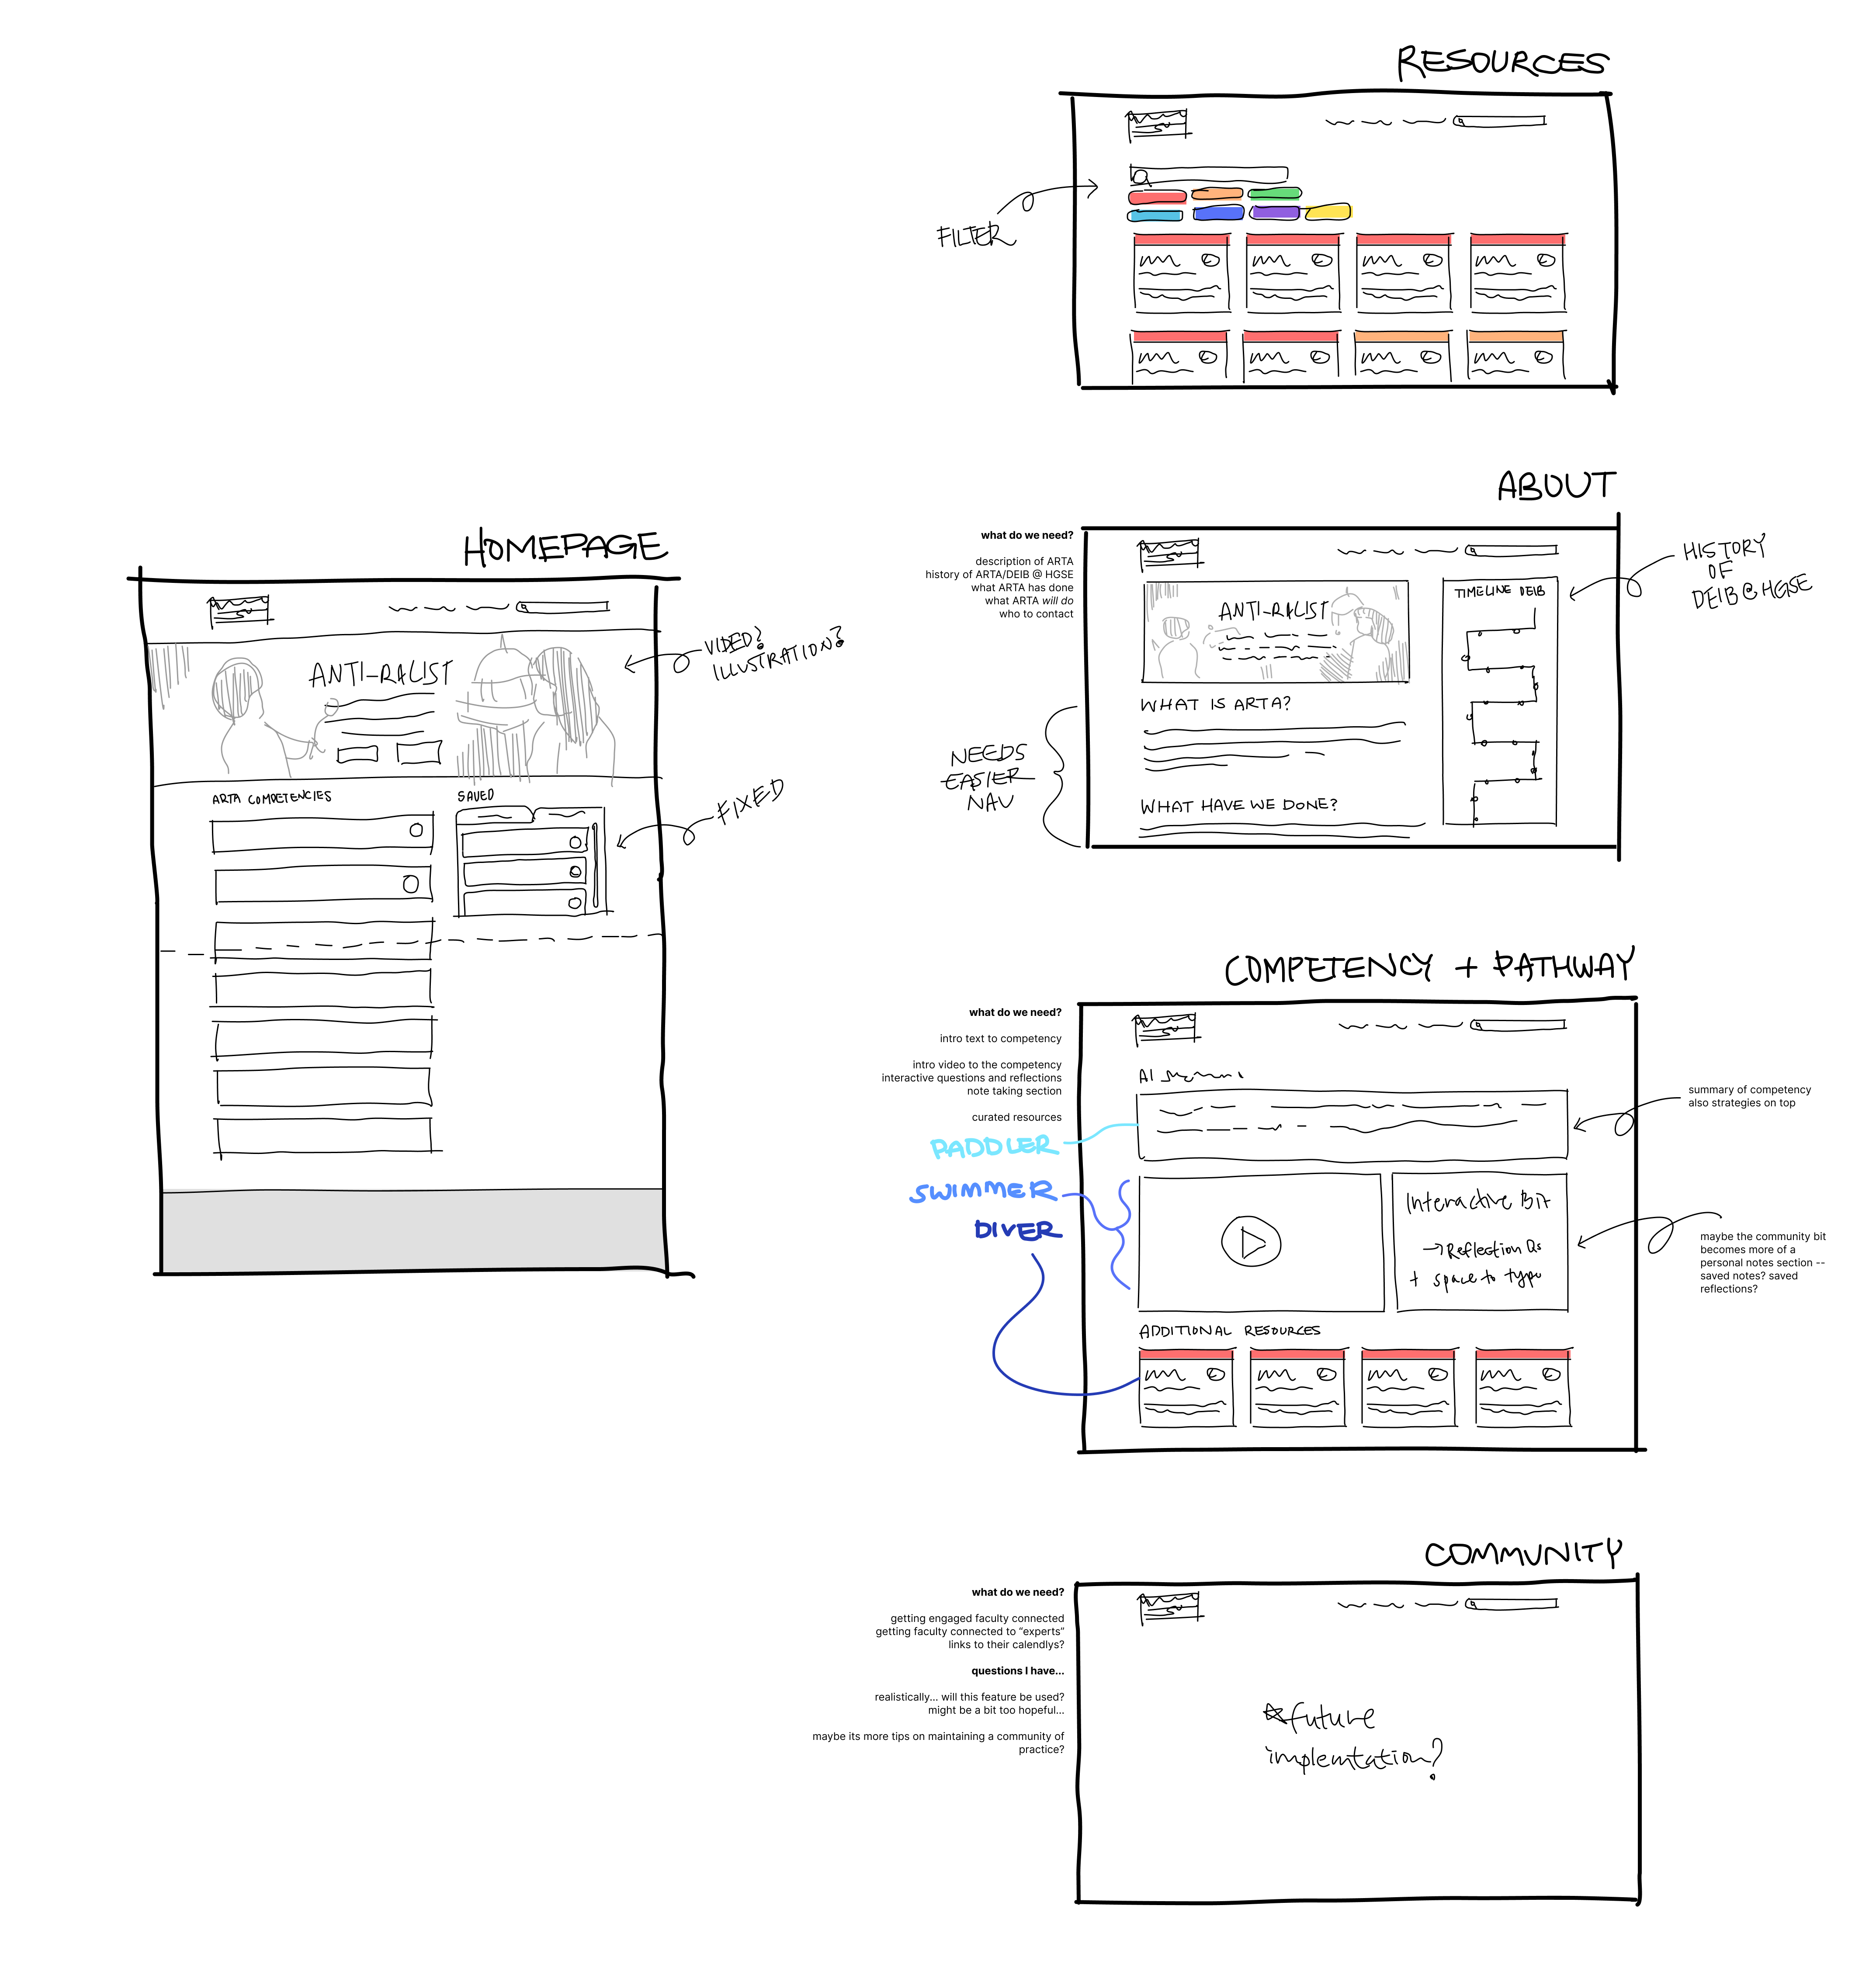 RESOURCES
FILTER
ABOUT
what do we need?
description of ARTA
history of ARTA/DEIB @ HGSE
what ARTA has done
what ARTA will do
who to contact
ANTI-RACIST
TIMELINE DEIB
HISTORY
OF
DEIB@HGSE
WHAT IS ARTA?
WHAT HAVE WE DONE?
NEEDS
EASIER
NAV
HOMEPAGE
ANTI-RACIST
VIDEO?
ILLUSTRATION?
ARTA COMPETENCIES
SAVED
FIXED
COMPETENCY + PATHWAY
what do we need?
intro text to competency
intro video to the competency
interactive questions and reflections
note taking section
curated resources
PADDLER
SWIMMER
DIVER
summary of competency
also strategies on top
Interactive Bit
→ Reflection Qs
+ space to type
maybe the community bit
becomes more of a
personal notes section --
saved notes? saved
reflections?
ADDITIONAL RESOURCES
COMMUNITY
what do we need?
getting engaged faculty connected
getting faculty connected to “experts”
links to their calendlys?
questions I have...
realistically... will this feature be used?
might be a bit too hopeful...
maybe its more tips on maintaining a community of
practice?
future
implemtation?